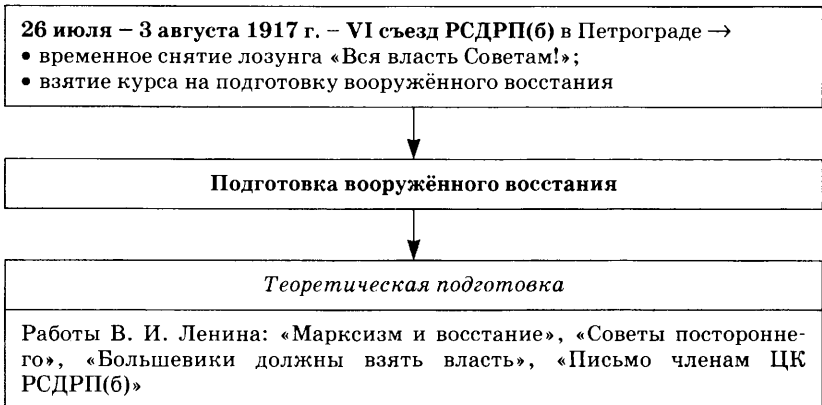 26 июля – 3 августа 1917 г. – VI съезд РСДРП(б) в Петрограде →
• временное снятие лозунга «Вся власть Советам!»;
• взятие курса на подготовку вооружённого восстания
Подготовка вооружённого восстания
Теоретическая подготовка
Работы В. И. Ленина: «Марксизм и восстание», «Советы посторонне-
го», «Большевики должны взять власть», «Письмо членам ЦК
РСДРП(б)»